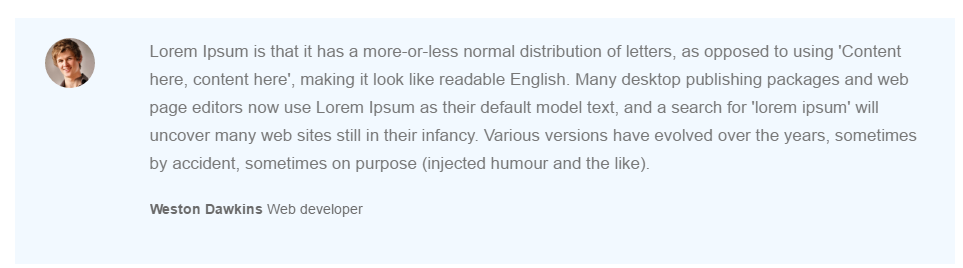 Lorem Ipsum is that it has a more-or-less normal distribution of letters, as opposed to using 'Content
here, content here', making it look like readable English. Many desktop publishing packages and web
page editors now use Lorem Ipsum as their default model text, and a search for 'lorem ipsum' will
uncover many web sites still in their infancy. Various versions have evolved over the years, sometimes
by accident, sometimes on purpose (injected humour and the like).
Weston Dawkins Web developer